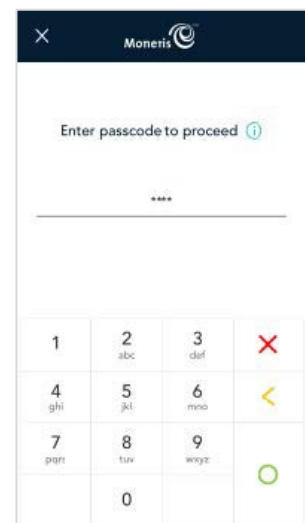 ×
Moneris
Enter passcode to proceed ⓘ
****
1 2 3 ×
abc def
4 5 6 <
ghi jkl mno
7 8 9
pqrs tuv wxyz
0